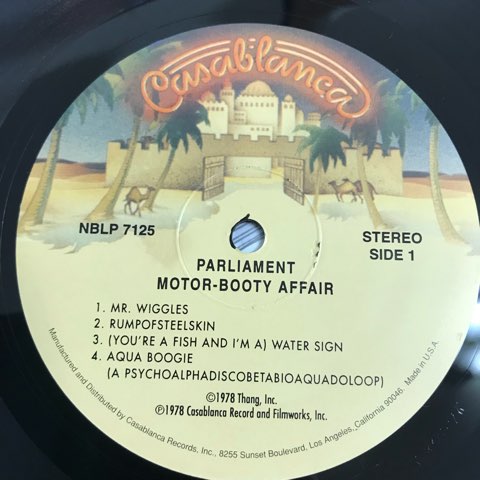 Casablanca
NBLP 7125
STEREO
SIDE 1
PARLIAMENT
MOTOR-BOOTY AFFAIR
1. MR. WIGGLES
2. RUMPOFSTEELSKIN
3. (YOU'RE A FISH AND I'M A) WATER SIGN
4. AQUA BOOGIE
(A PSYCHOALPHADISCOBETABIOAQUADOLOOP)
©1978 Thang, Inc.
℗1978 Casablanca Record and Filmworks, Inc.
Manufactured and Distributed by Casablanca Records, Inc., 8255 Sunset Boulevard, Los Angeles, California 90046. Made in U.S.A.